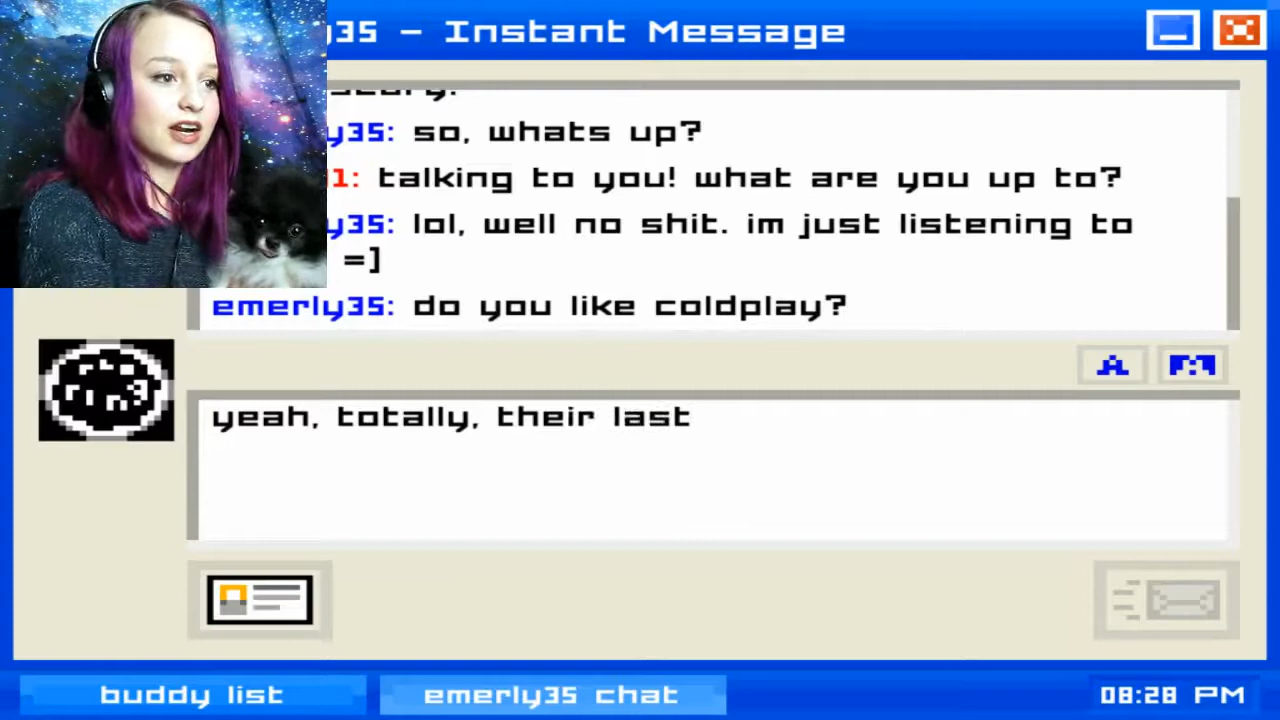 y35 - Instant Message
y35: so, whats up?
1: talking to you! what are you up to?
y35: lol, well no shit. im just listening to
=]
emerly35: do you like coldplay?
A
yeah, totally, their last
buddy list
emerly35 chat
08:28 PM